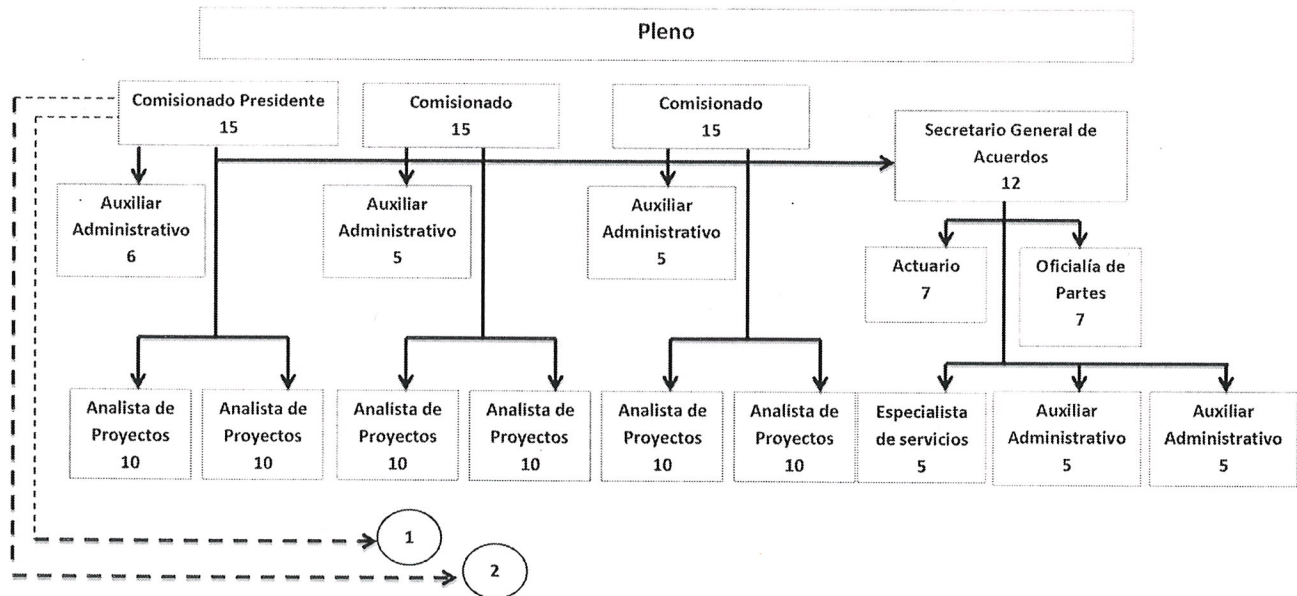 Pleno
Comisionado Presidente
15
Comisionado
15
Comisionado
15
Secretario General de
Acuerdos
12
Auxiliar
Administrativo
6
Auxiliar
Administrativo
5
Auxiliar
Administrativo
5
Actuario
7
Oficialía de
Partes
7
Analista de
Proyectos
10
Analista de
Proyectos
10
Analista de
Proyectos
10
Analista de
Proyectos
10
Analista de
Proyectos
10
Analista de
Proyectos
10
Especialista
de servicios
5
Auxiliar
Administrativo
5
Auxiliar
Administrativo
5
1
2